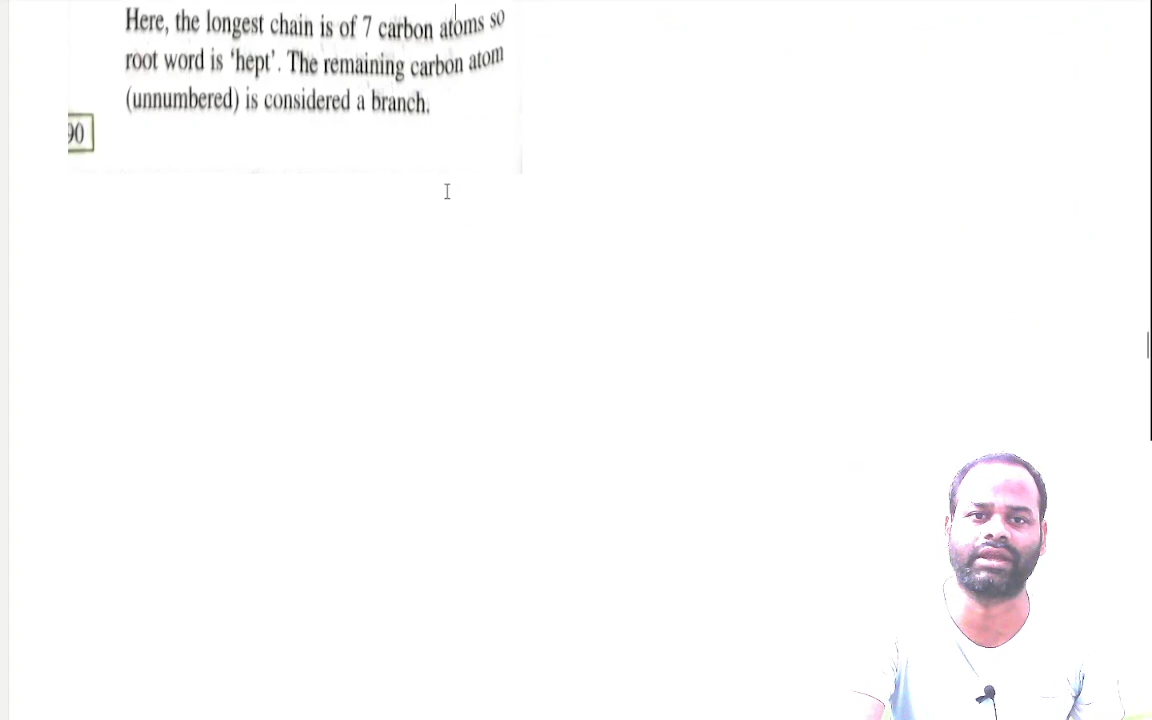 Here, the longest chain is of 7 carbon atoms so
root word is ‘hept’. The remaining carbon atom
(unnumbered) is considered a branch.
90